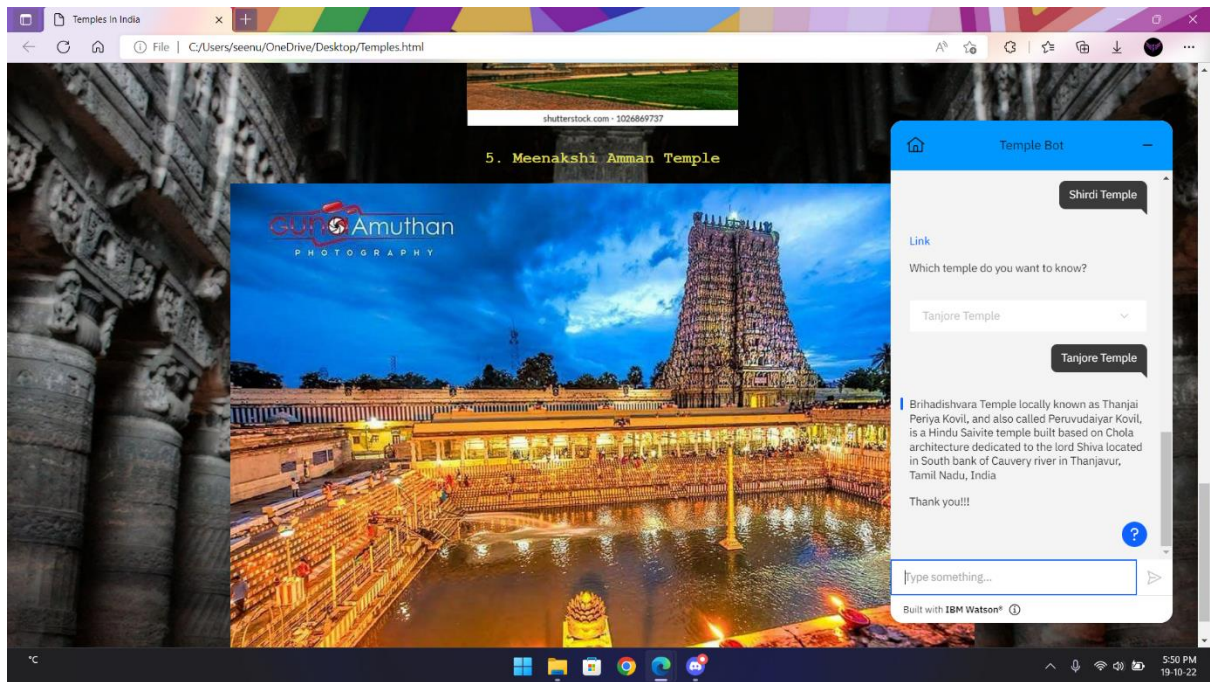 Temples in India
File | C:/Users/seenu/OneDrive/Desktop/Temples.html
shutterstock.com · 1026869737
5. Meenakshi Amman Temple
GUNA Amuthan
PHOTOGRAPHY
Temple Bot
Shirdi Temple
Link
Which temple do you want to know?
Tanjore Temple
Tanjore Temple
Brihadishvara Temple locally known as Thanjai
Periya Kovil, and also called Peruvudaiyar Kovil,
is a Hindu Saivite temple built based on Chola
architecture dedicated to the lord Shiva located
in South bank of Cauvery river in Thanjavur,
Tamil Nadu, India
Thank you!!!
?
Type something...
Built with IBM Watson®
°C
5:50 PM
19-10-22